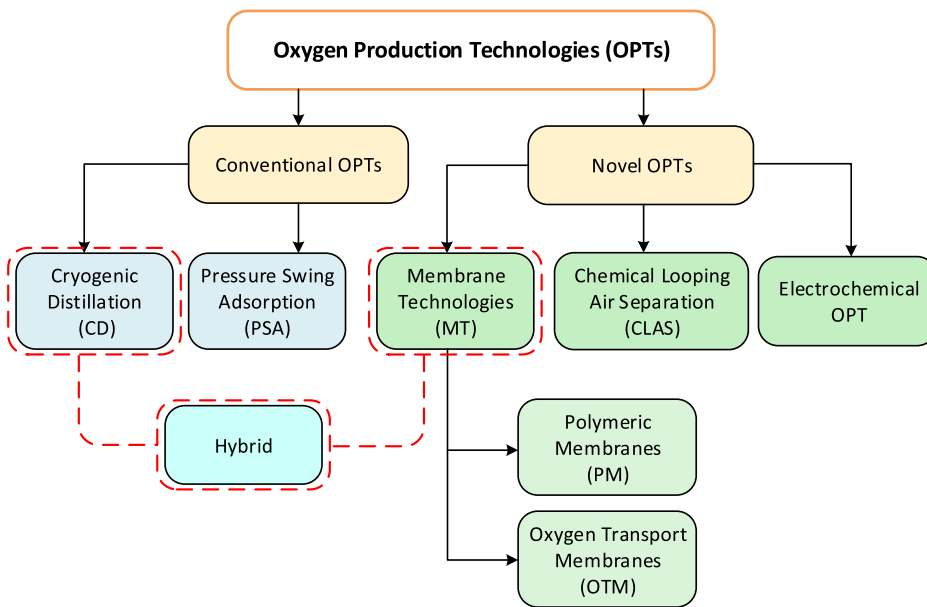 Oxygen Production Technologies (OPTs)
Conventional OPTs
Novel OPTs
Cryogenic
Distillation
(CD)
Pressure Swing
Adsorption
(PSA)
Membrane
Technologies
(MT)
Chemical Looping
Air Separation
(CLAS)
Electrochemical
OPT
Hybrid
Polymeric
Membranes
(PM)
Oxygen Transport
Membranes
(OTM)